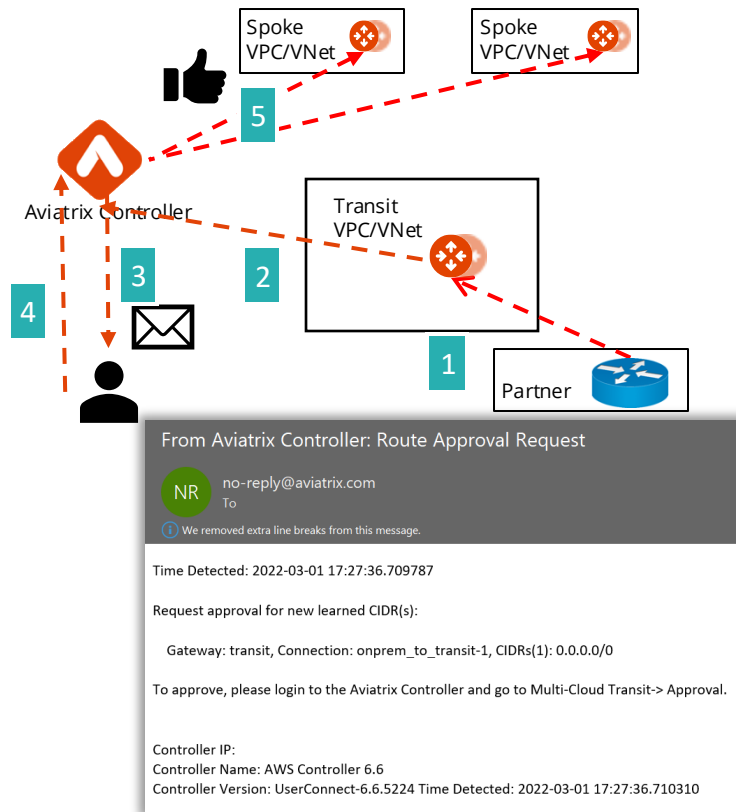 Spoke
VPC/VNet
Spoke
VPC/VNet
5
Aviatrix Controller
Transit
VPC/VNet
3
2
4
1
Partner
From Aviatrix Controller: Route Approval Request
NR
no-reply@aviatrix.com
To
We removed extra line breaks from this message.
Time Detected: 2022-03-01 17:27:36.709787
Request approval for new learned CIDR(s):
Gateway: transit, Connection: onprem_to_transit-1, CIDRs(1): 0.0.0.0/0
To approve, please login to the Aviatrix Controller and go to Multi-Cloud Transit-> Approval.
Controller IP:
Controller Name: AWS Controller 6.6
Controller Version: UserConnect-6.6.5224 Time Detected: 2022-03-01 17:27:36.710310